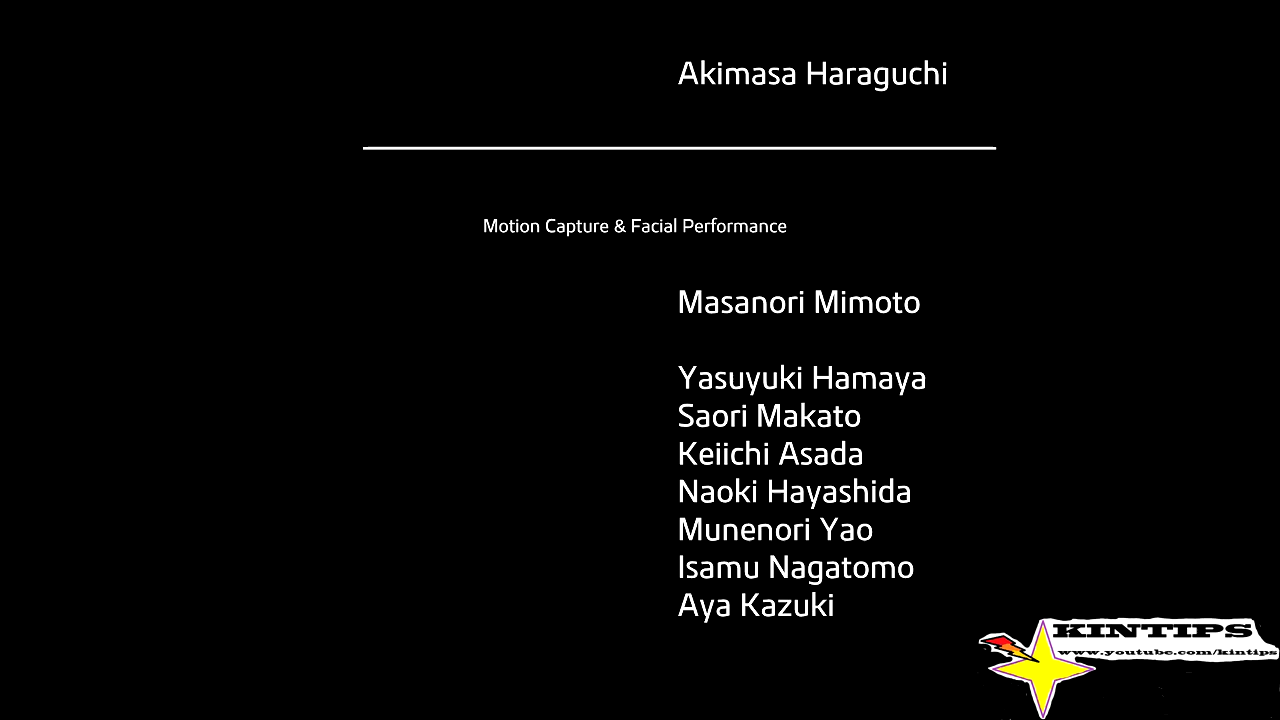 Akimasa Haraguchi
Motion Capture & Facial Performance
Masanori Mimoto
Yasuyuki Hamaya
Saori Makato
Keiichi Asada
Naoki Hayashida
Munenori Yao
Isamu Nagatomo
Aya Kazuki
KINTIPS
www.youtube.com/kintips